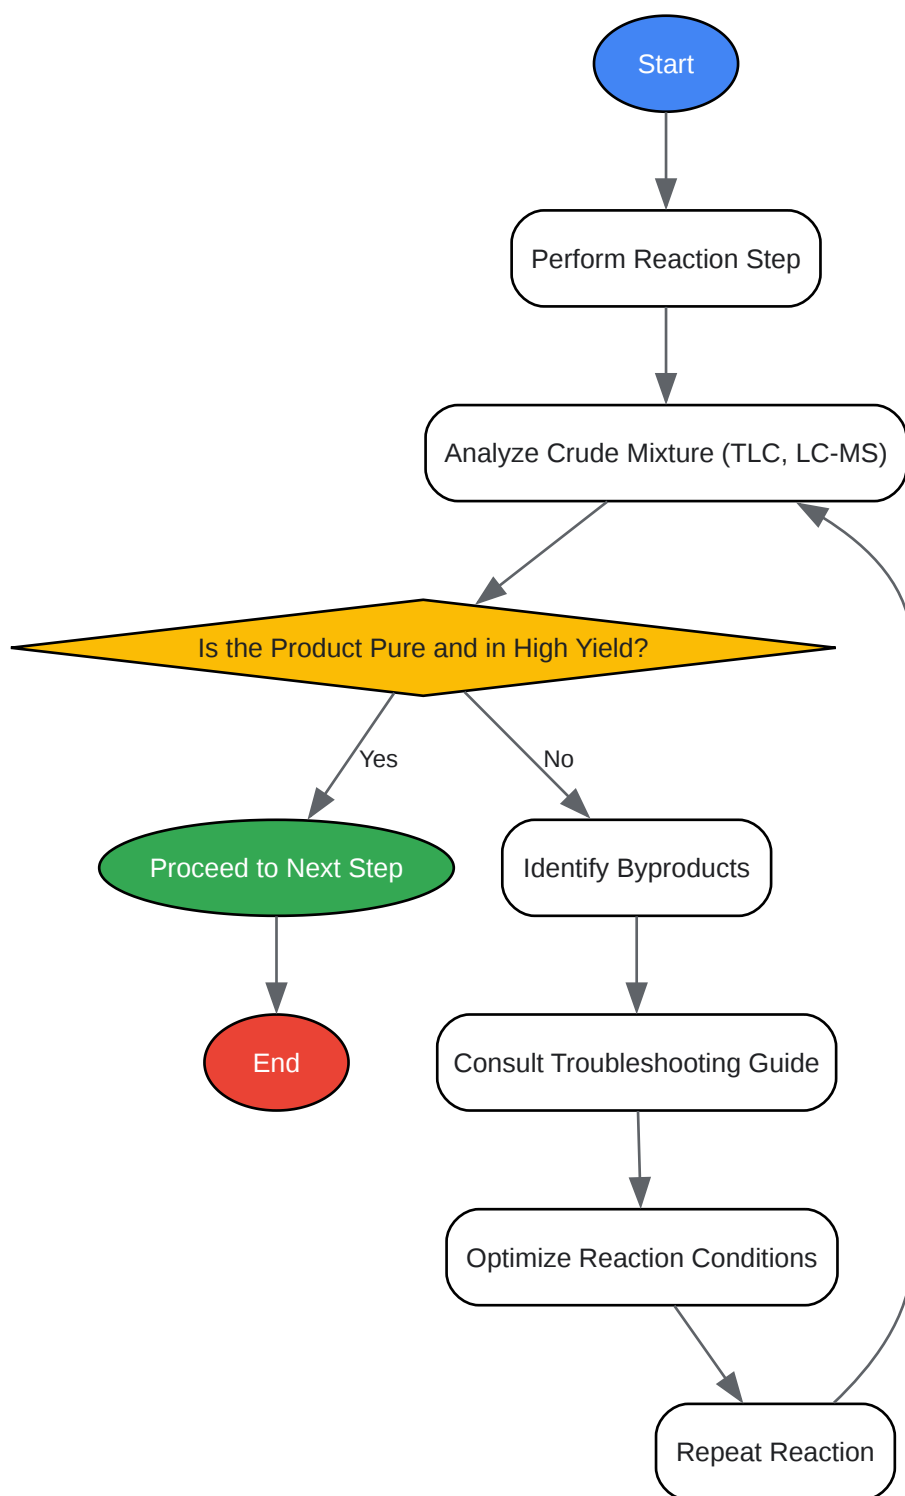 Start
Perform Reaction Step
Analyze Crude Mixture (TLC, LC-MS)
Is the Product Pure and in High Yield?
Yes
No
Proceed to Next Step
Identify Byproducts
End
Consult Troubleshooting Guide
Optimize Reaction Conditions
Repeat Reaction